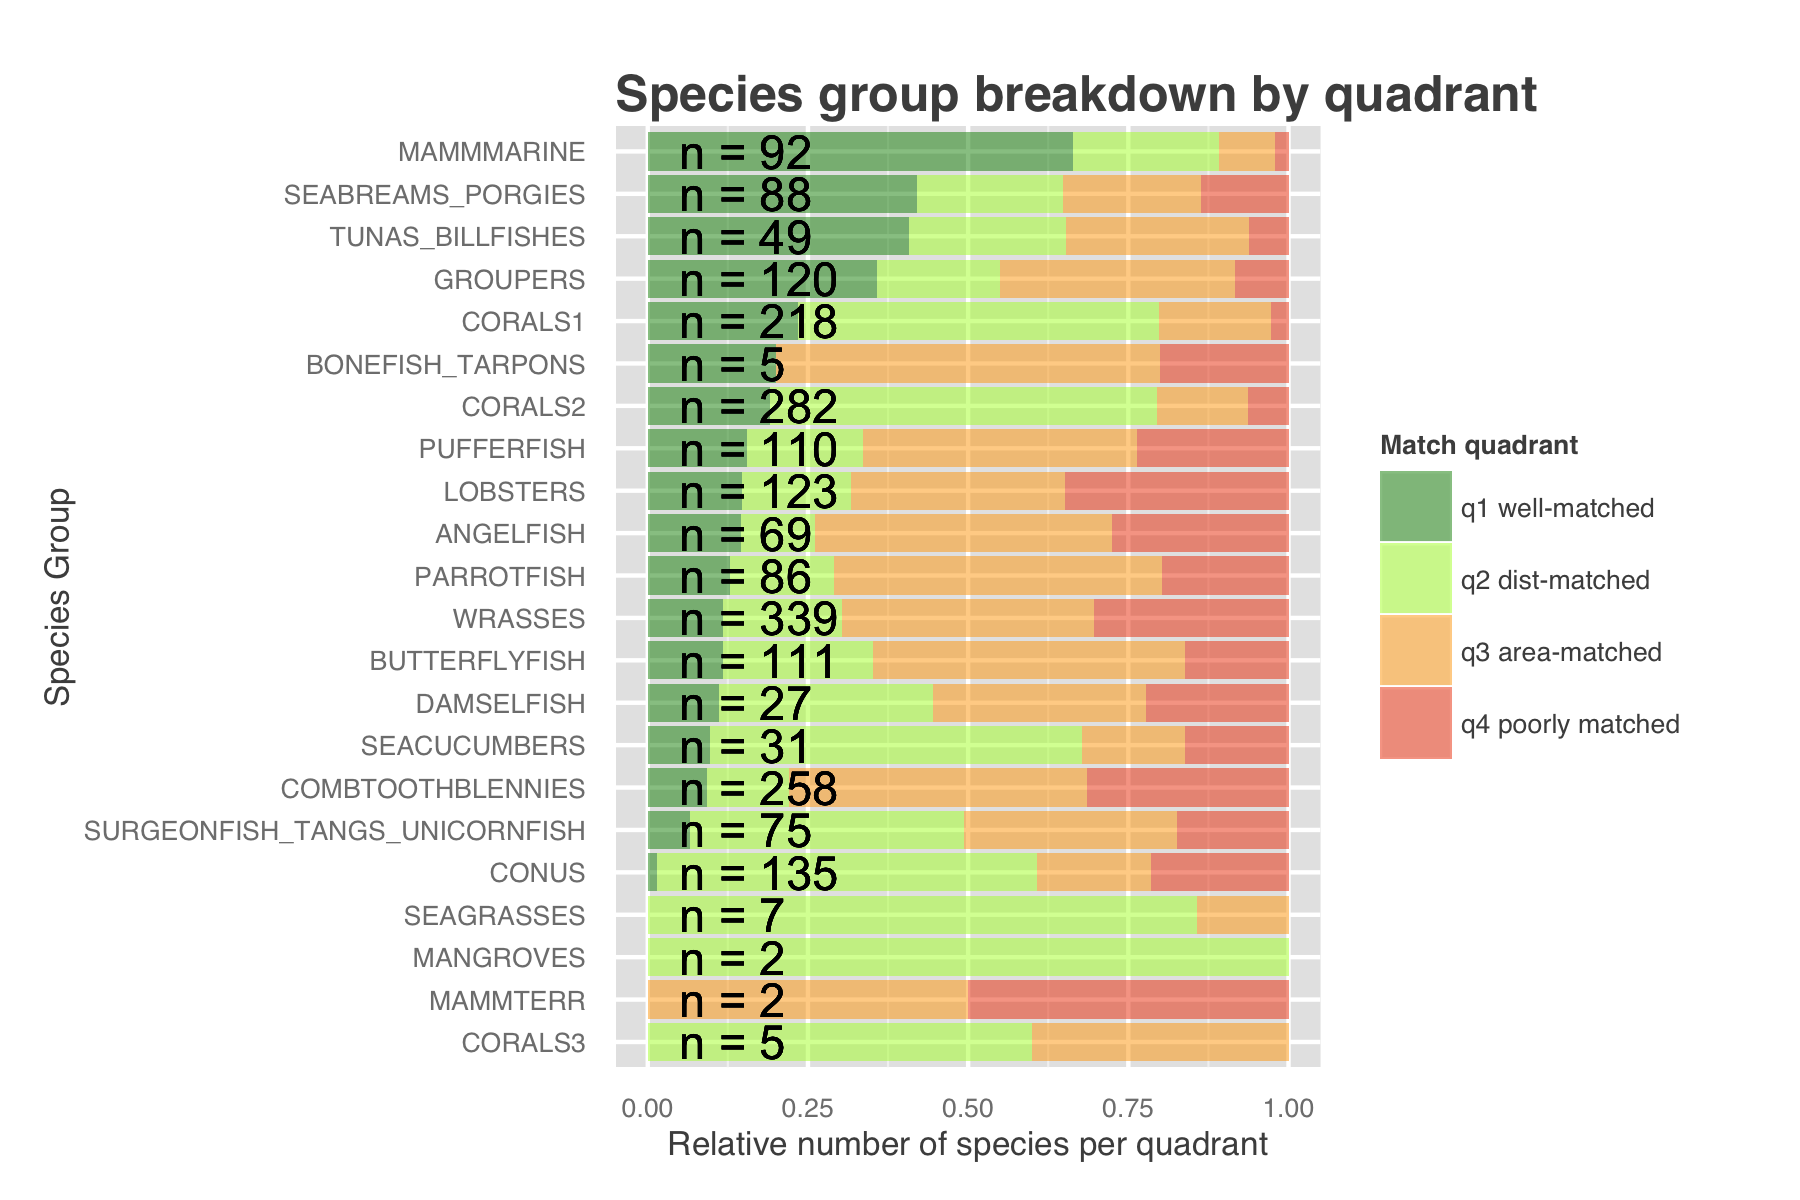 Species group breakdown by quadrant
MAMMMARINE n = 92
SEABREAMS_PORGIES n = 88
TUNAS_BILLFISHES n = 49
GROUPERS n = 120
CORALS1 n = 218
BONEFISH_TARPONS n = 5
CORALS2 n = 282
PUFFERFISH n = 110
LOBSTERS n = 123
ANGELFISH n = 69
PARROTFISH n = 86
WRASSES n = 339
BUTTERFLYFISH n = 111
DAMSELFISH n = 27
SEACUCUMBERS n = 31
COMBTOOTHBLENNIES n = 258
SURGEONFISH_TANGS_UNICORNFISH n = 75
CONUS n = 135
SEAGRASSES n = 7
MANGROVES n = 2
MAMMTERR n = 2
CORALS3 n = 5
Species Group
0.00 0.25 0.50 0.75 1.00
Relative number of species per quadrant
Match quadrant
q1 well-matched
q2 dist-matched
q3 area-matched
q4 poorly matched